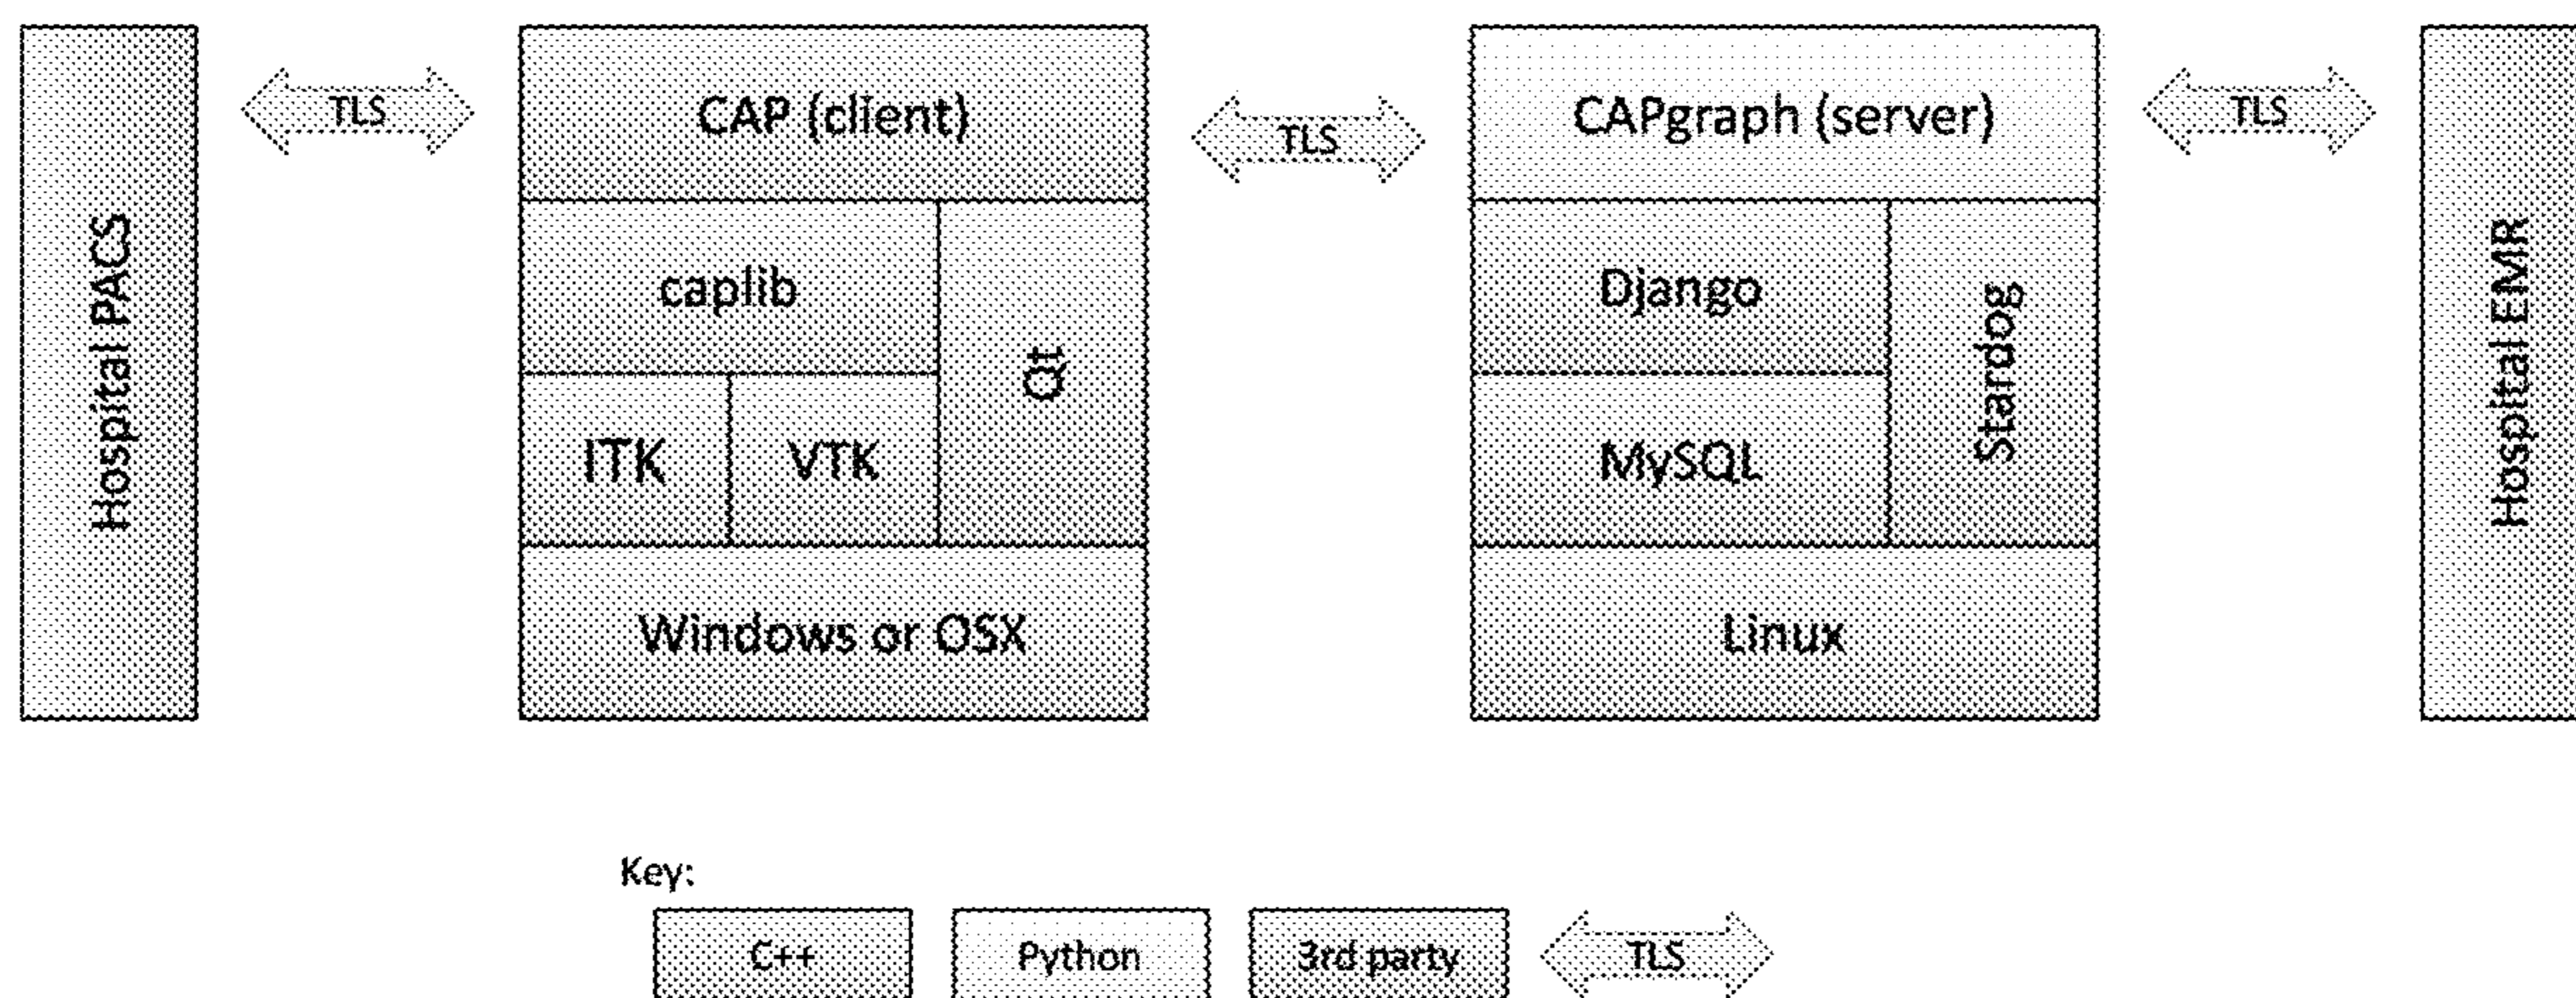 Hospital PACS
TLS
CAP (client)
caplib
Qt
ITK
VTK
Windows or OSX
TLS
CAPgraph (server)
Django
Stardog
MySQL
Linux
TLS
Hospital EMR
Key:
C++
Python
3rd party
TLS